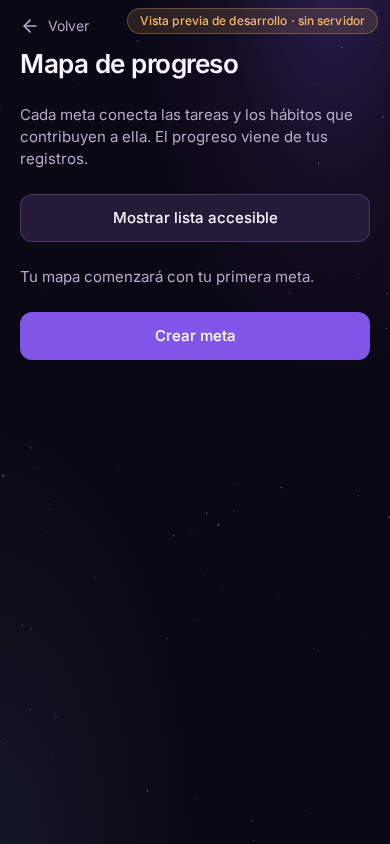 Volver
Vista previa de desarrollo · sin servidor
Mapa de progreso
Cada meta conecta las tareas y los hábitos que
contribuyen a ella. El progreso viene de tus
registros.
Mostrar lista accesible
Tu mapa comenzará con tu primera meta.
Crear meta